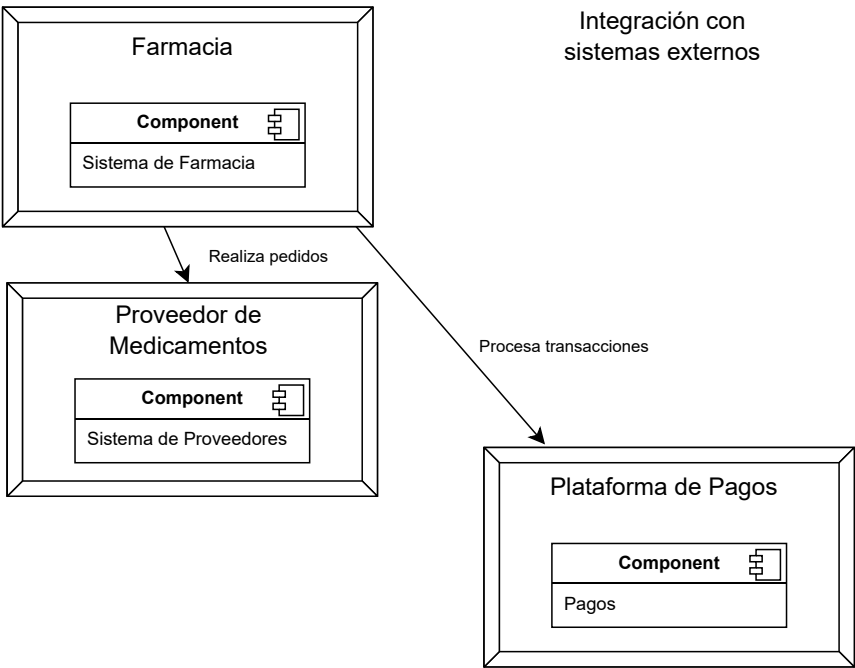 Integración con
sistemas externos
Farmacia
Component
Sistema de Farmacia
Realiza pedidos
Proveedor de
Medicamentos
Component
Sistema de Proveedores
Procesa transacciones
Plataforma de Pagos
Component
Pagos